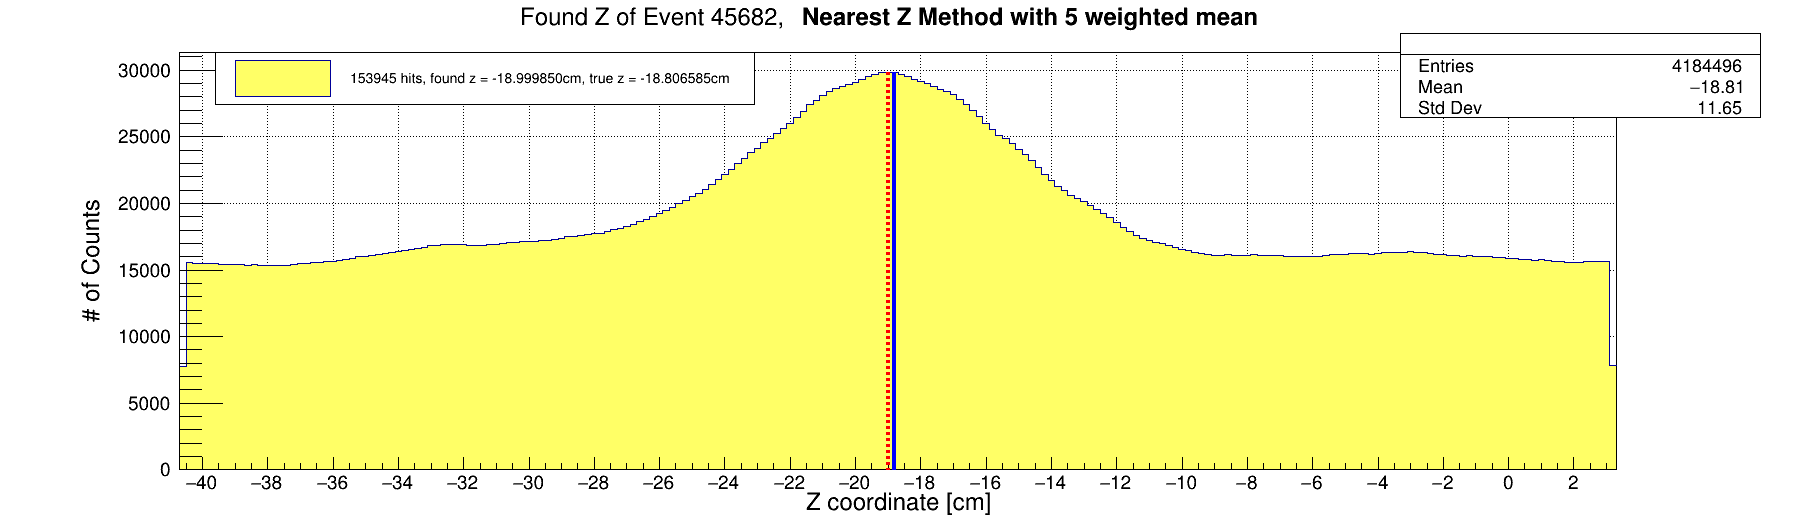 Found Z of Event 45682, Nearest Z Method with 5 weighted mean
153945 hits, found z = -18.999850cm, true z = -18.806585cm
Entries 4184496
Mean −18.81
Std Dev 11.65
# of Counts
30000
25000
20000
15000
10000
5000
0
−40 −38 −36 −34 −32 −30 −28 −26 −24 −22 −20 −18 −16 −14 −12 −10 −8 −6 −4 −2 0 2
Z coordinate [cm]